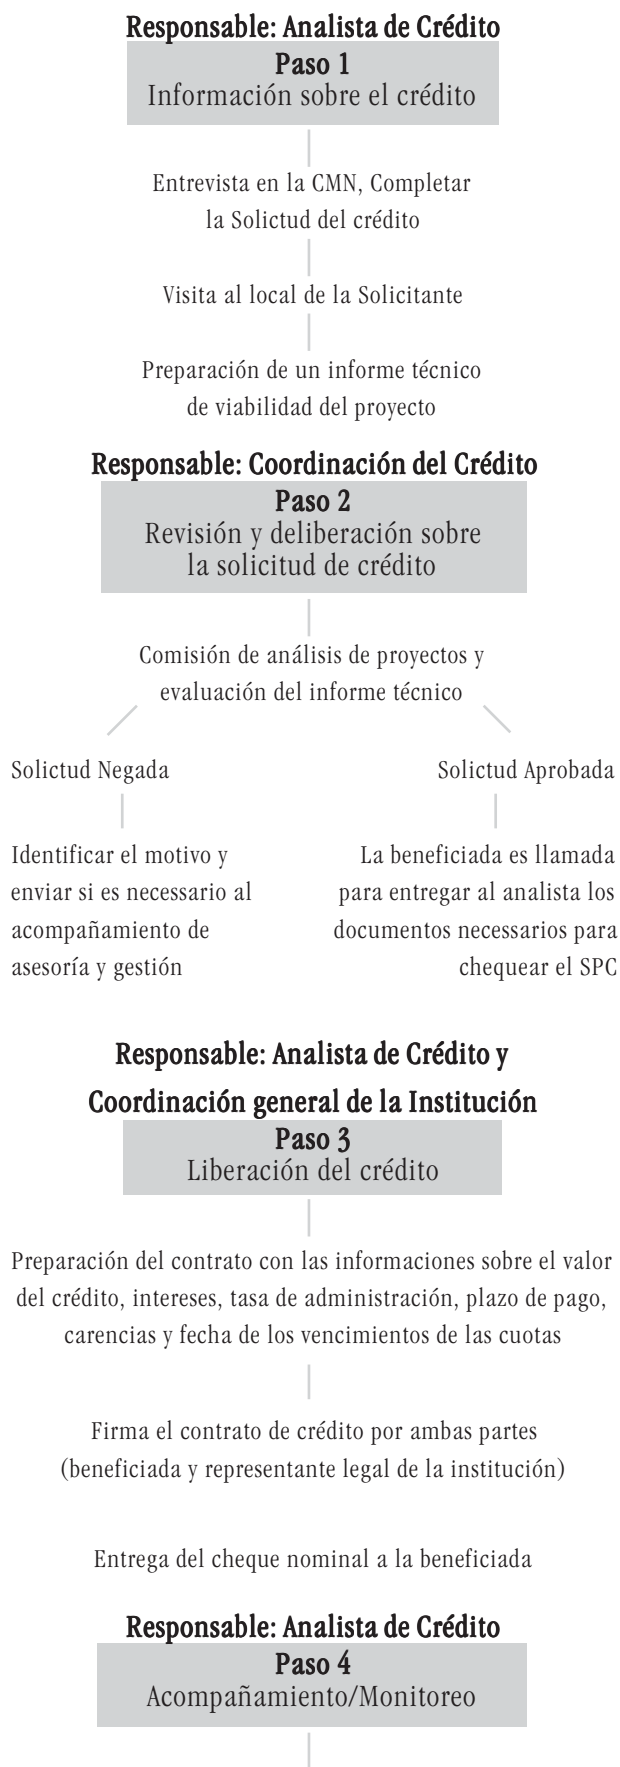 Responsable: Analista de Crédito
Paso 1
Información sobre el crédito
Entrevista en la CMN, Completar
la Solictud del crédito
Visita al local de la Solicitante
Preparación de un informe técnico
de viabilidad del proyecto
Responsable: Coordinación del Crédito
Paso 2
Revisión y deliberación sobre
la solicitud de crédito
Comisión de análisis de proyectos y
evaluación del informe técnico
Solictud Negada
Identificar el motivo y
enviar si es necessario al
acompañamiento de
asesoría y gestión
Solictud Aprobada
La beneficiada es llamada
para entregar al analista los
documentos necessarios para
chequear el SPC
Responsable: Analista de Crédito y
Coordinación general de la Institución
Paso 3
Liberación del crédito
Preparación del contrato con las informaciones sobre el valor
del crédito, intereses, tasa de administración, plazo de pago,
carencias y fecha de los vencimientos de las cuotas
Firma el contrato de crédito por ambas partes
(beneficiada y representante legal de la institución)
Entrega del cheque nominal a la beneficiada
Responsable: Analista de Crédito
Paso 4
Acompañamiento/Monitoreo